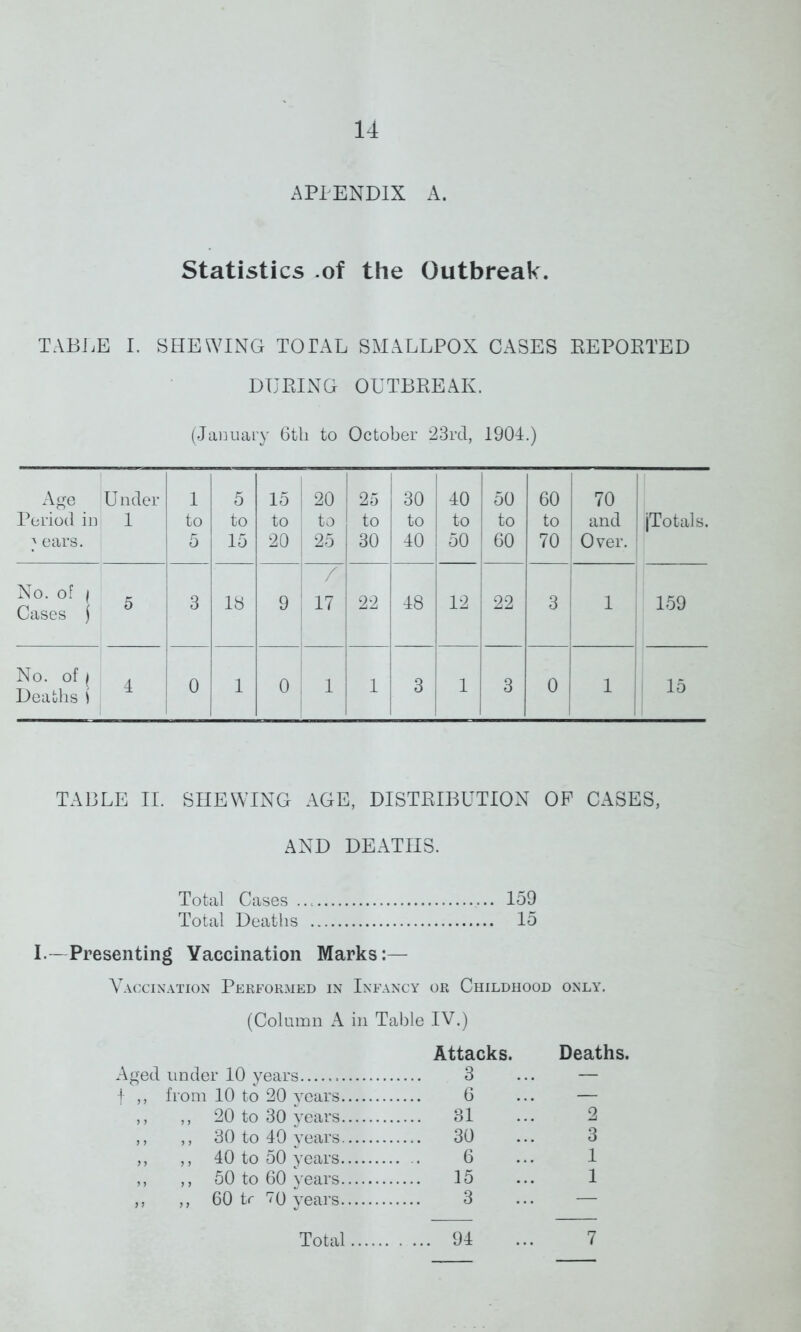 14
APPENDIX A.
Statistics of the Outbreak.
TABLE I. SHEWING TOTAL SMALLPOX CASES REPORTED
DURING OUTBREAK.
(January 6th to October 23rd, 1904.)
Age Period in years. | Under 1 | 1 to 5 | 5 to 15 | 15 to 20 | 20 to 25 | 25 to 30 | 30 to 40 | 40 to 50 | 50 to 60 | 60 to 70 | 70 and Over. | Totals.
No. of Cases | 5 | 3 | 18 | 9 | 17 | 22 | 48 | 12 | 22 | 3 | 1 | 159
No. of Deaths | 4 | 0 | 1 | 0 | 1 | 1 | 3 | 1 | 3 | 0 | 1 | 15
TABLE II. SHEWING AGE, DISTRIBUTION OF CASES,
AND DEATHS.
Total Cases ............................. 159
Total Deaths ............................ 15
I.—Presenting Vaccination Marks:—
Vaccination Performed in Infancy or Childhood only.
(Column A in Table IV.)
Attacks. Deaths.
Aged under 10 years.................. 3 ... —
† ,, from 10 to 20 years............ 6 ... —
,, ,, 20 to 30 years............ 31 ... 2
,, ,, 30 to 40 years............ 30 ... 3
,, ,, 40 to 50 years............ 6 ... 1
,, ,, 50 to 60 years............ 15 ... 1
,, ,, 60 to 70 years............ 3 ... —
Total ......... 94 ... 7